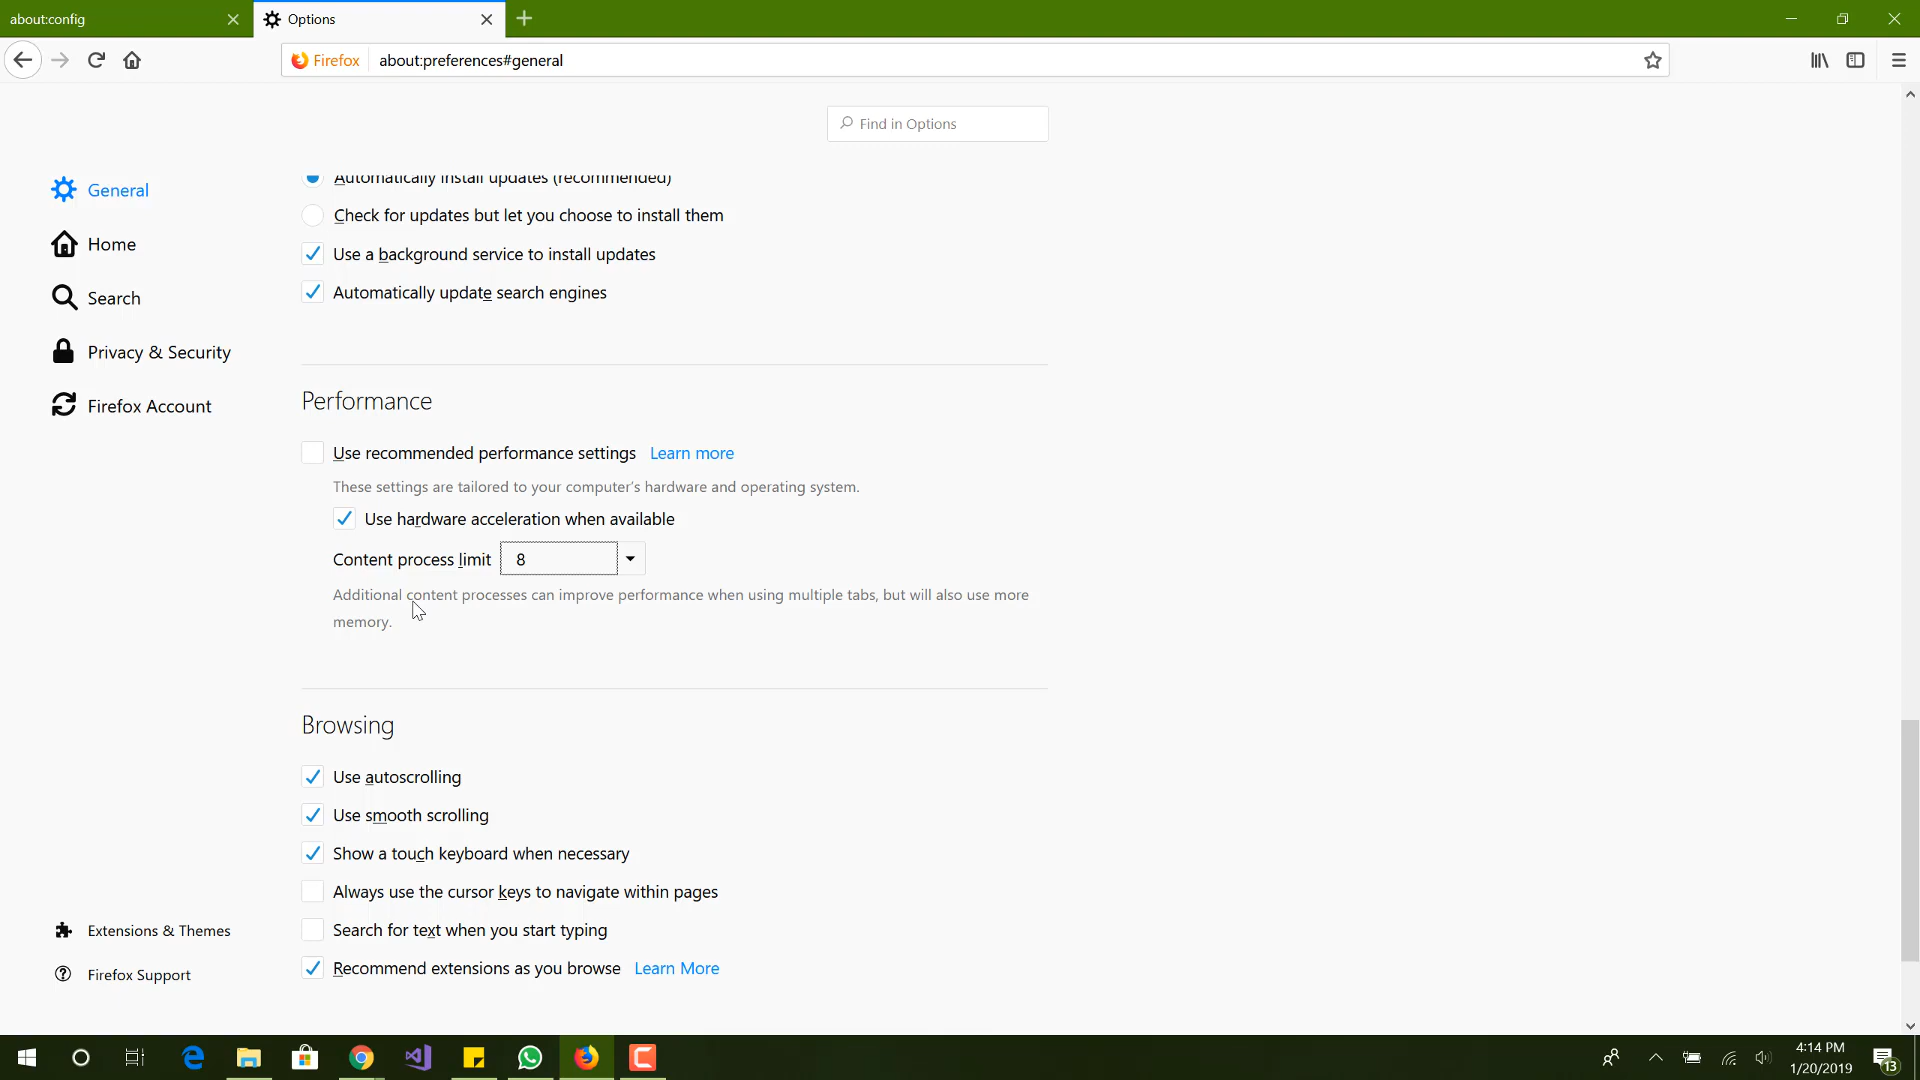 about:config
Options
Firefox
about:preferences#general
Find in Options
General
Home
Search
Privacy & Security
Firefox Account
Extensions & Themes
Firefox Support
Automatically install updates (recommended)
Check for updates but let you choose to install them
Use a background service to install updates
Automatically update search engines
Performance
Use recommended performance settings Learn more
These settings are tailored to your computer's hardware and operating system.
Use hardware acceleration when available
Content process limit 8
Additional content processes can improve performance when using multiple tabs, but will also use more
memory.
Browsing
Use autoscrolling
Use smooth scrolling
Show a touch keyboard when necessary
Always use the cursor keys to navigate within pages
Search for text when you start typing
Recommend extensions as you browse Learn More
4:14 PM
1/20/2019
13